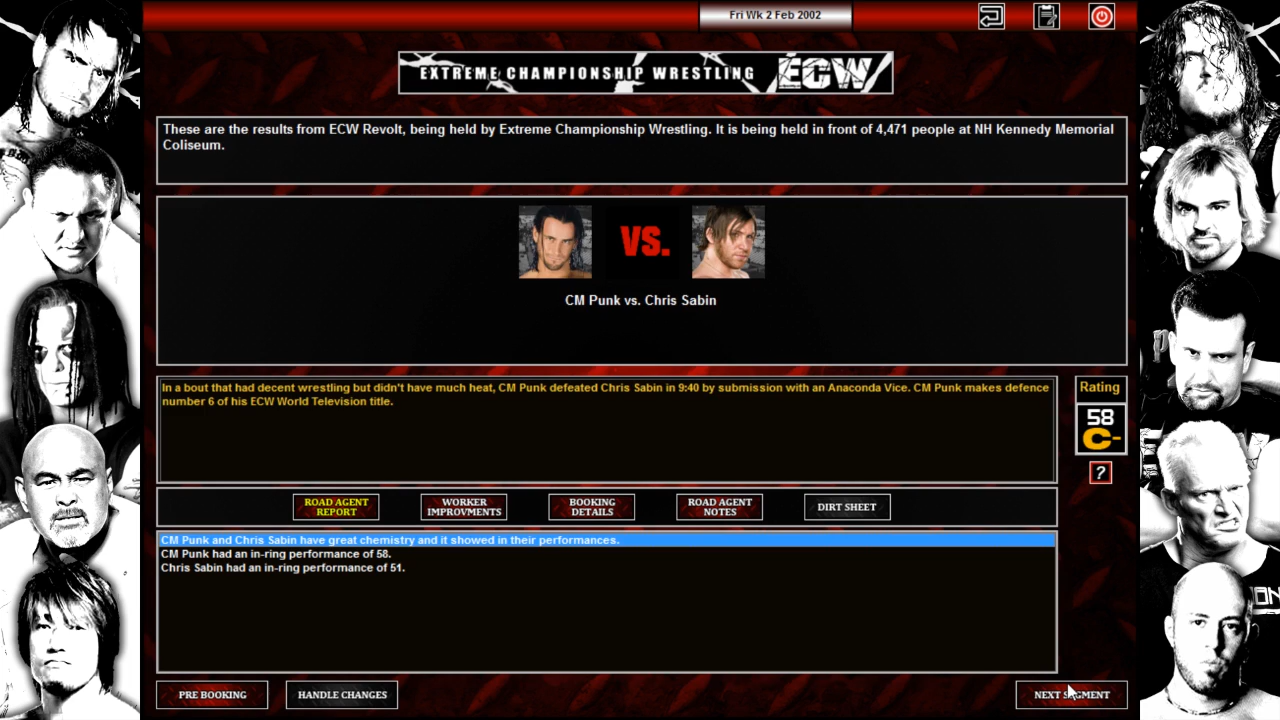 Fri Wk 2 Feb 2002
EXTREME CHAMPIONSHIP WRESTLING ECW
These are the results from ECW Revolt, being held by Extreme Championship Wrestling. It is being held in front of 4,471 people at NH Kennedy Memorial
Coliseum.
VS.
CM Punk vs. Chris Sabin
In a bout that had decent wrestling but didn't have much heat, CM Punk defeated Chris Sabin in 9:40 by submission with an Anaconda Vice. CM Punk makes defence
number 6 of his ECW World Television title.
Rating
58
C-
?
ROAD AGENT
REPORT
WORKER
IMPROVMENTS
BOOKING
DETAILS
ROAD AGENT
NOTES
DIRT SHEET
CM Punk and Chris Sabin have great chemistry and it showed in their performances.
CM Punk had an in-ring performance of 58.
Chris Sabin had an in-ring performance of 51.
PRE BOOKING
HANDLE CHANGES
NEXT SEGMENT